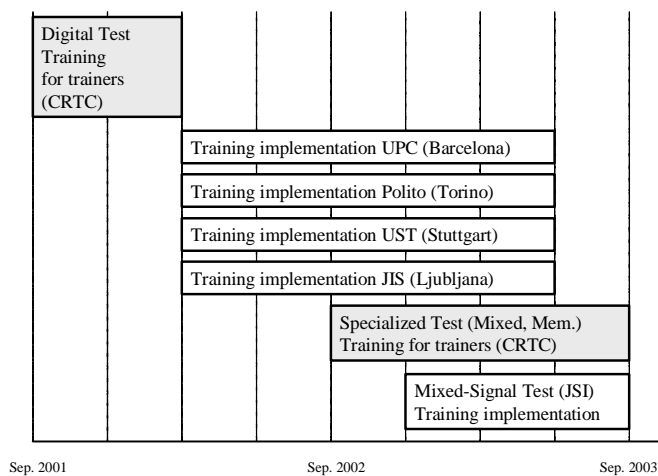 Digital Test
Training
for trainers
(CRTC)
Training implementation UPC (Barcelona)
Training implementation Polito (Torino)
Training implementation UST (Stuttgart)
Training implementation JIS (Ljubljana)
Specialized Test (Mixed, Mem.)
Training for trainers (CRTC)
Mixed-Signal Test (JSI)
Training implementation
Sep. 2001
Sep. 2002
Sep. 2003